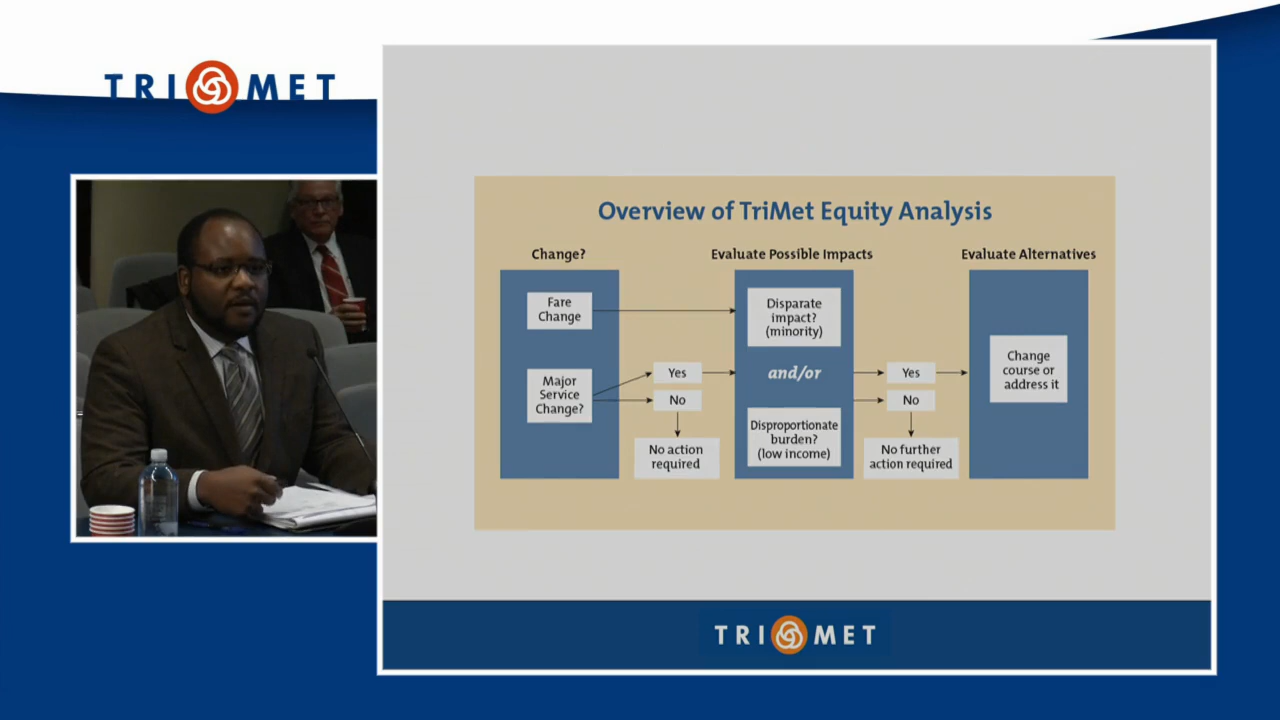 TRIMET
Overview of TriMet Equity Analysis
Change?
Evaluate Possible Impacts
Evaluate Alternatives
Fare
Change
Major
Service
Change?
Yes
No
No action
required
Disparate
impact?
(minority)
and/or
Disproportionate
burden?
(low income)
Yes
No
No further
action required
Change
course or
address it
TRIMET